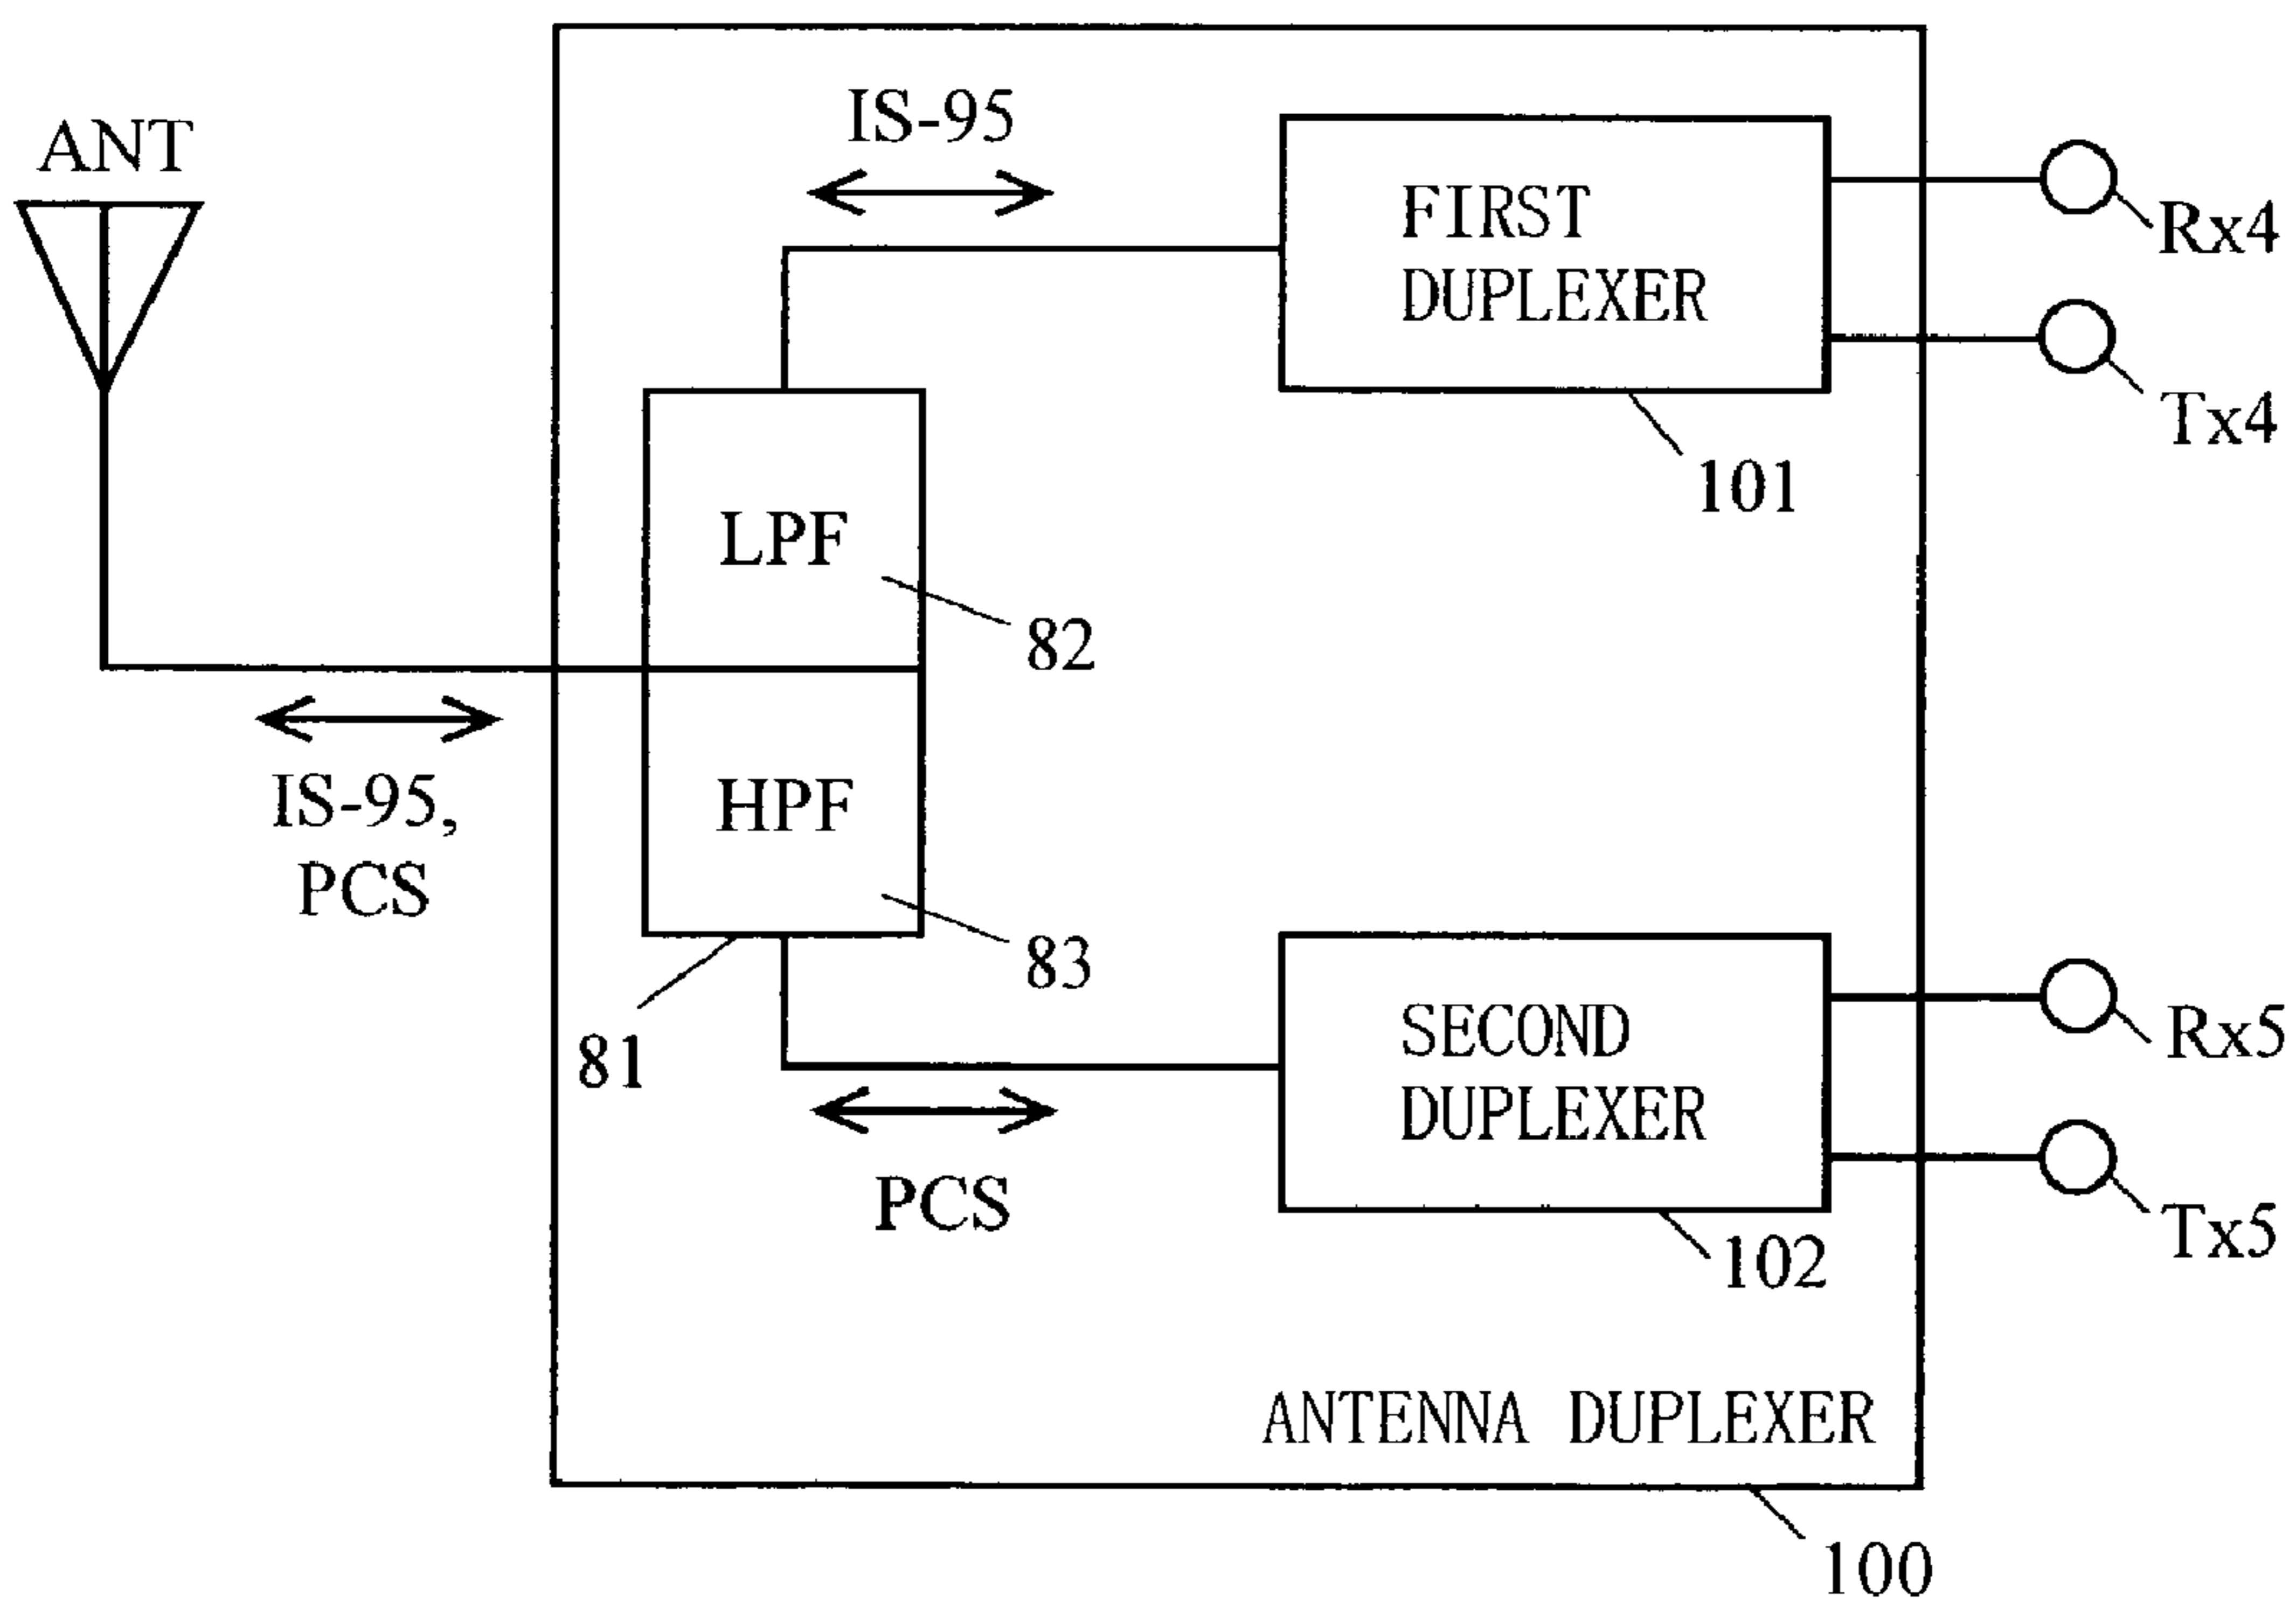 ANT
IS-95
FIRST
DUPLEXER
Rx4
Tx4
101
LPF
82
IS-95,
PCS
HPF
83
81
SECOND
DUPLEXER
Rx5
Tx5
PCS
102
ANTENNA DUPLEXER
100